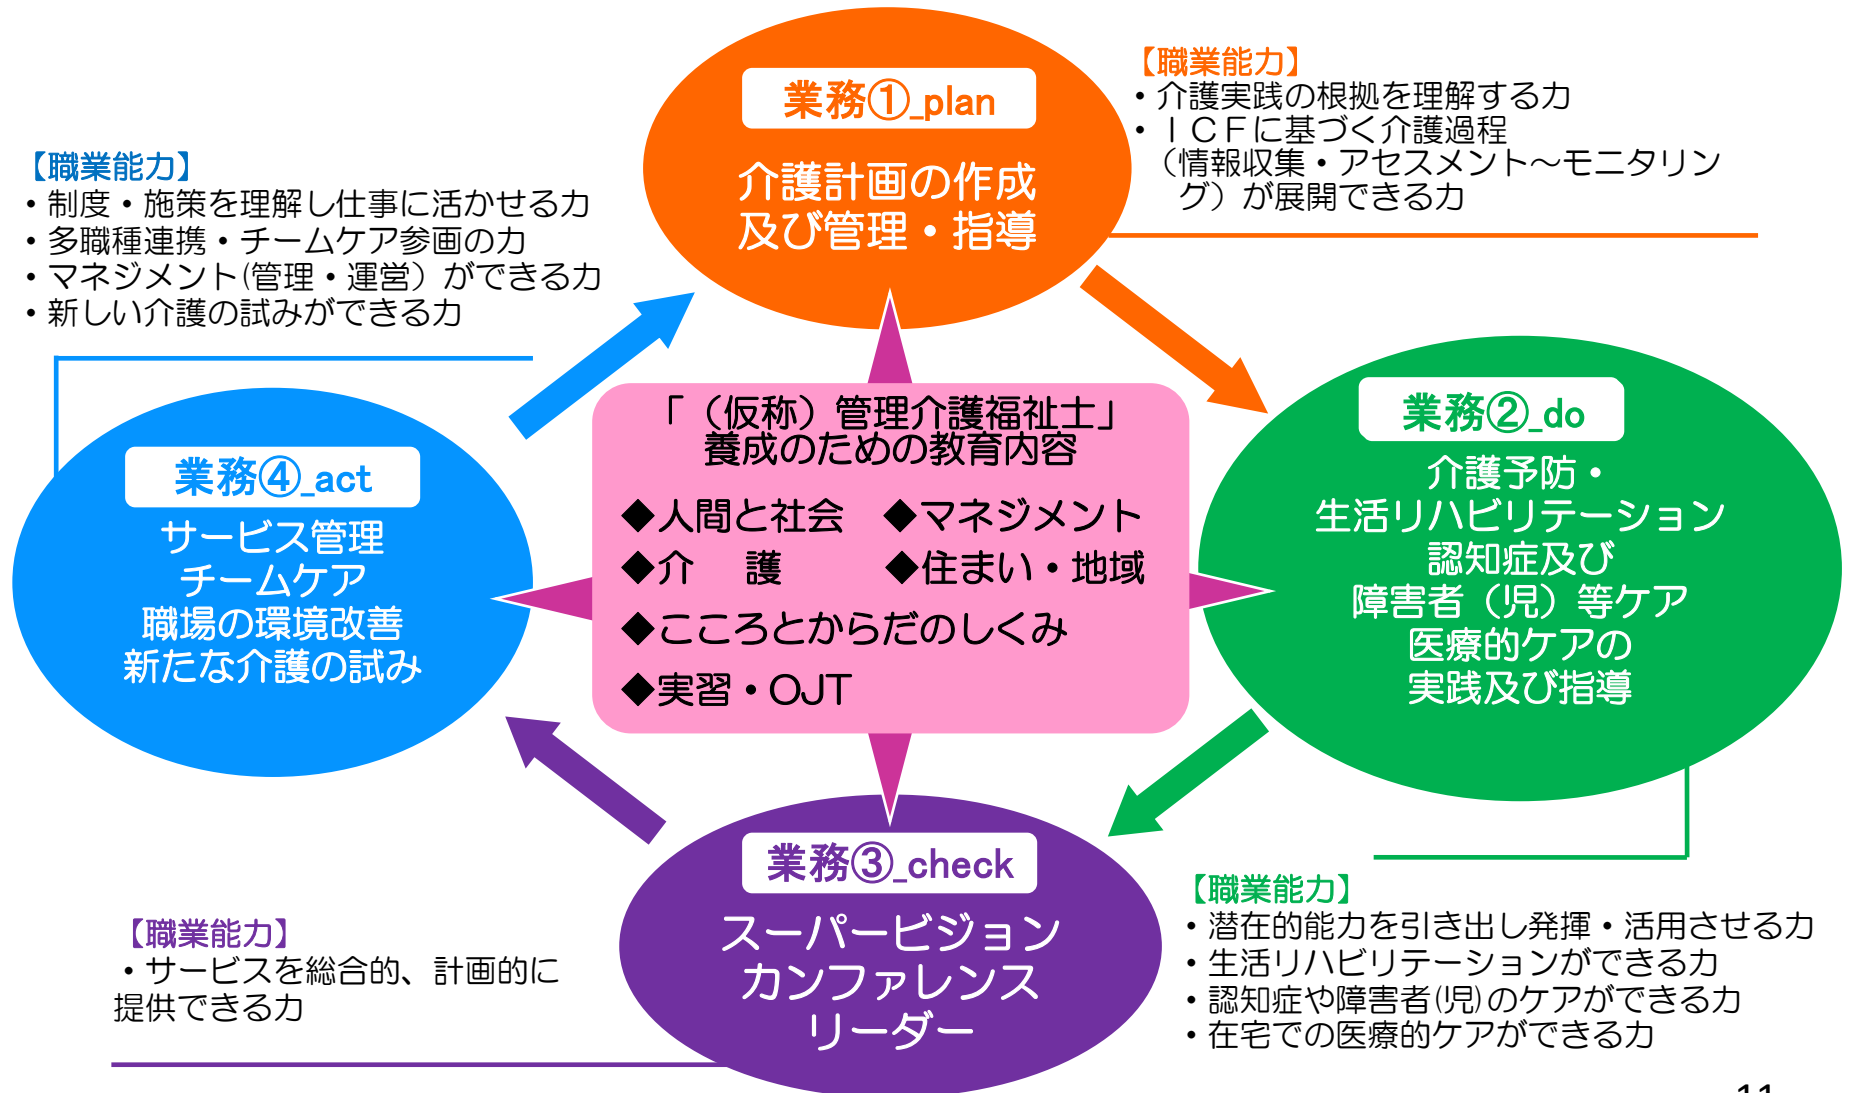 業務①_plan
介護計画の作成
及び管理・指導
【職業能力】
・介護実践の根拠を理解する力
・ＩＣＦに基づく介護過程
（情報収集・アセスメント～モニタリン
グ）が展開できる力
【職業能力】
・制度・施策を理解し仕事に活かせる力
・多職種連携・チームケア参画の力
・マネジメント(管理・運営）ができる力
・新しい介護の試みができる力
「（仮称）管理介護福祉士」
養成のための教育内容
◆人間と社会　◆マネジメント
◆介　護　◆住まい・地域
◆こころとからだのしくみ
◆実習・OJT
業務②_do
介護予防・
生活リハビリテーション
認知症及び
障害者（児）等ケア
医療的ケアの
実践及び指導
業務④_act
サービス管理
チームケア
職場の環境改善
新たな介護の試み
業務③_check
スーパービジョン
カンファレンス
リーダー
【職業能力】
・潜在的能力を引き出し発揮・活用させる力
・生活リハビリテーションができる力
・認知症や障害者(児)のケアができる力
・在宅での医療的ケアができる力
【職業能力】
・サービスを総合的、計画的に
提供できる力
11